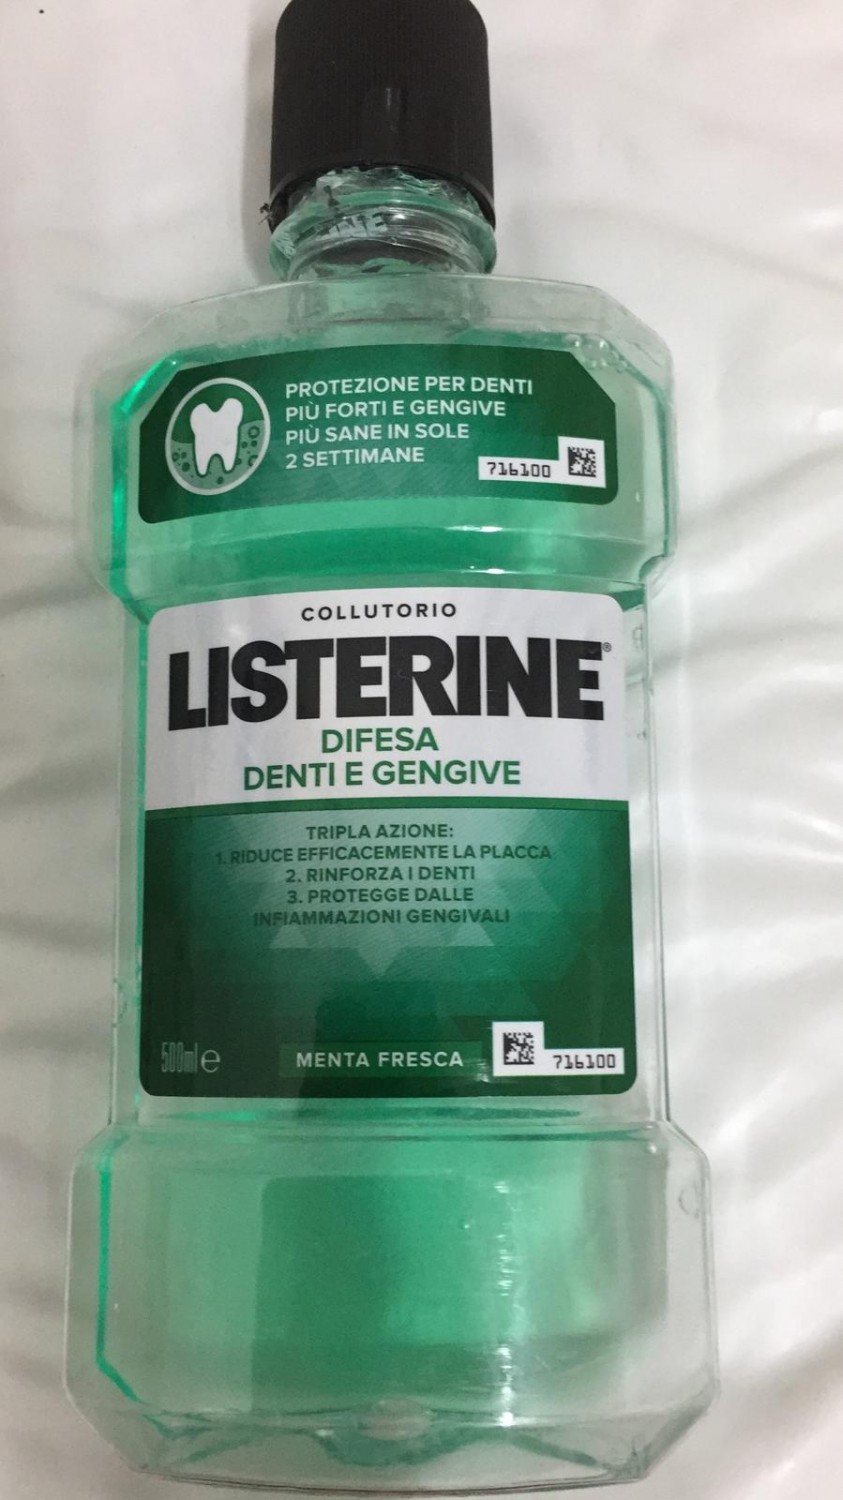 PROTEZIONE PER DENTI
PIÙ FORTI E GENGIVE
PIÙ SANE IN SOLE
2 SETTIMANE
716100
COLLUTORIO
LISTERINE®
DIFESA
DENTI E GENGIVE
TRIPLA AZIONE:
1. RIDUCE EFFICACEMENTE LA PLACCA
2. RINFORZA I DENTI
3. PROTEGGE DALLE
INFIAMMAZIONI GENGIVALI
500ml e
MENTA FRESCA
716100